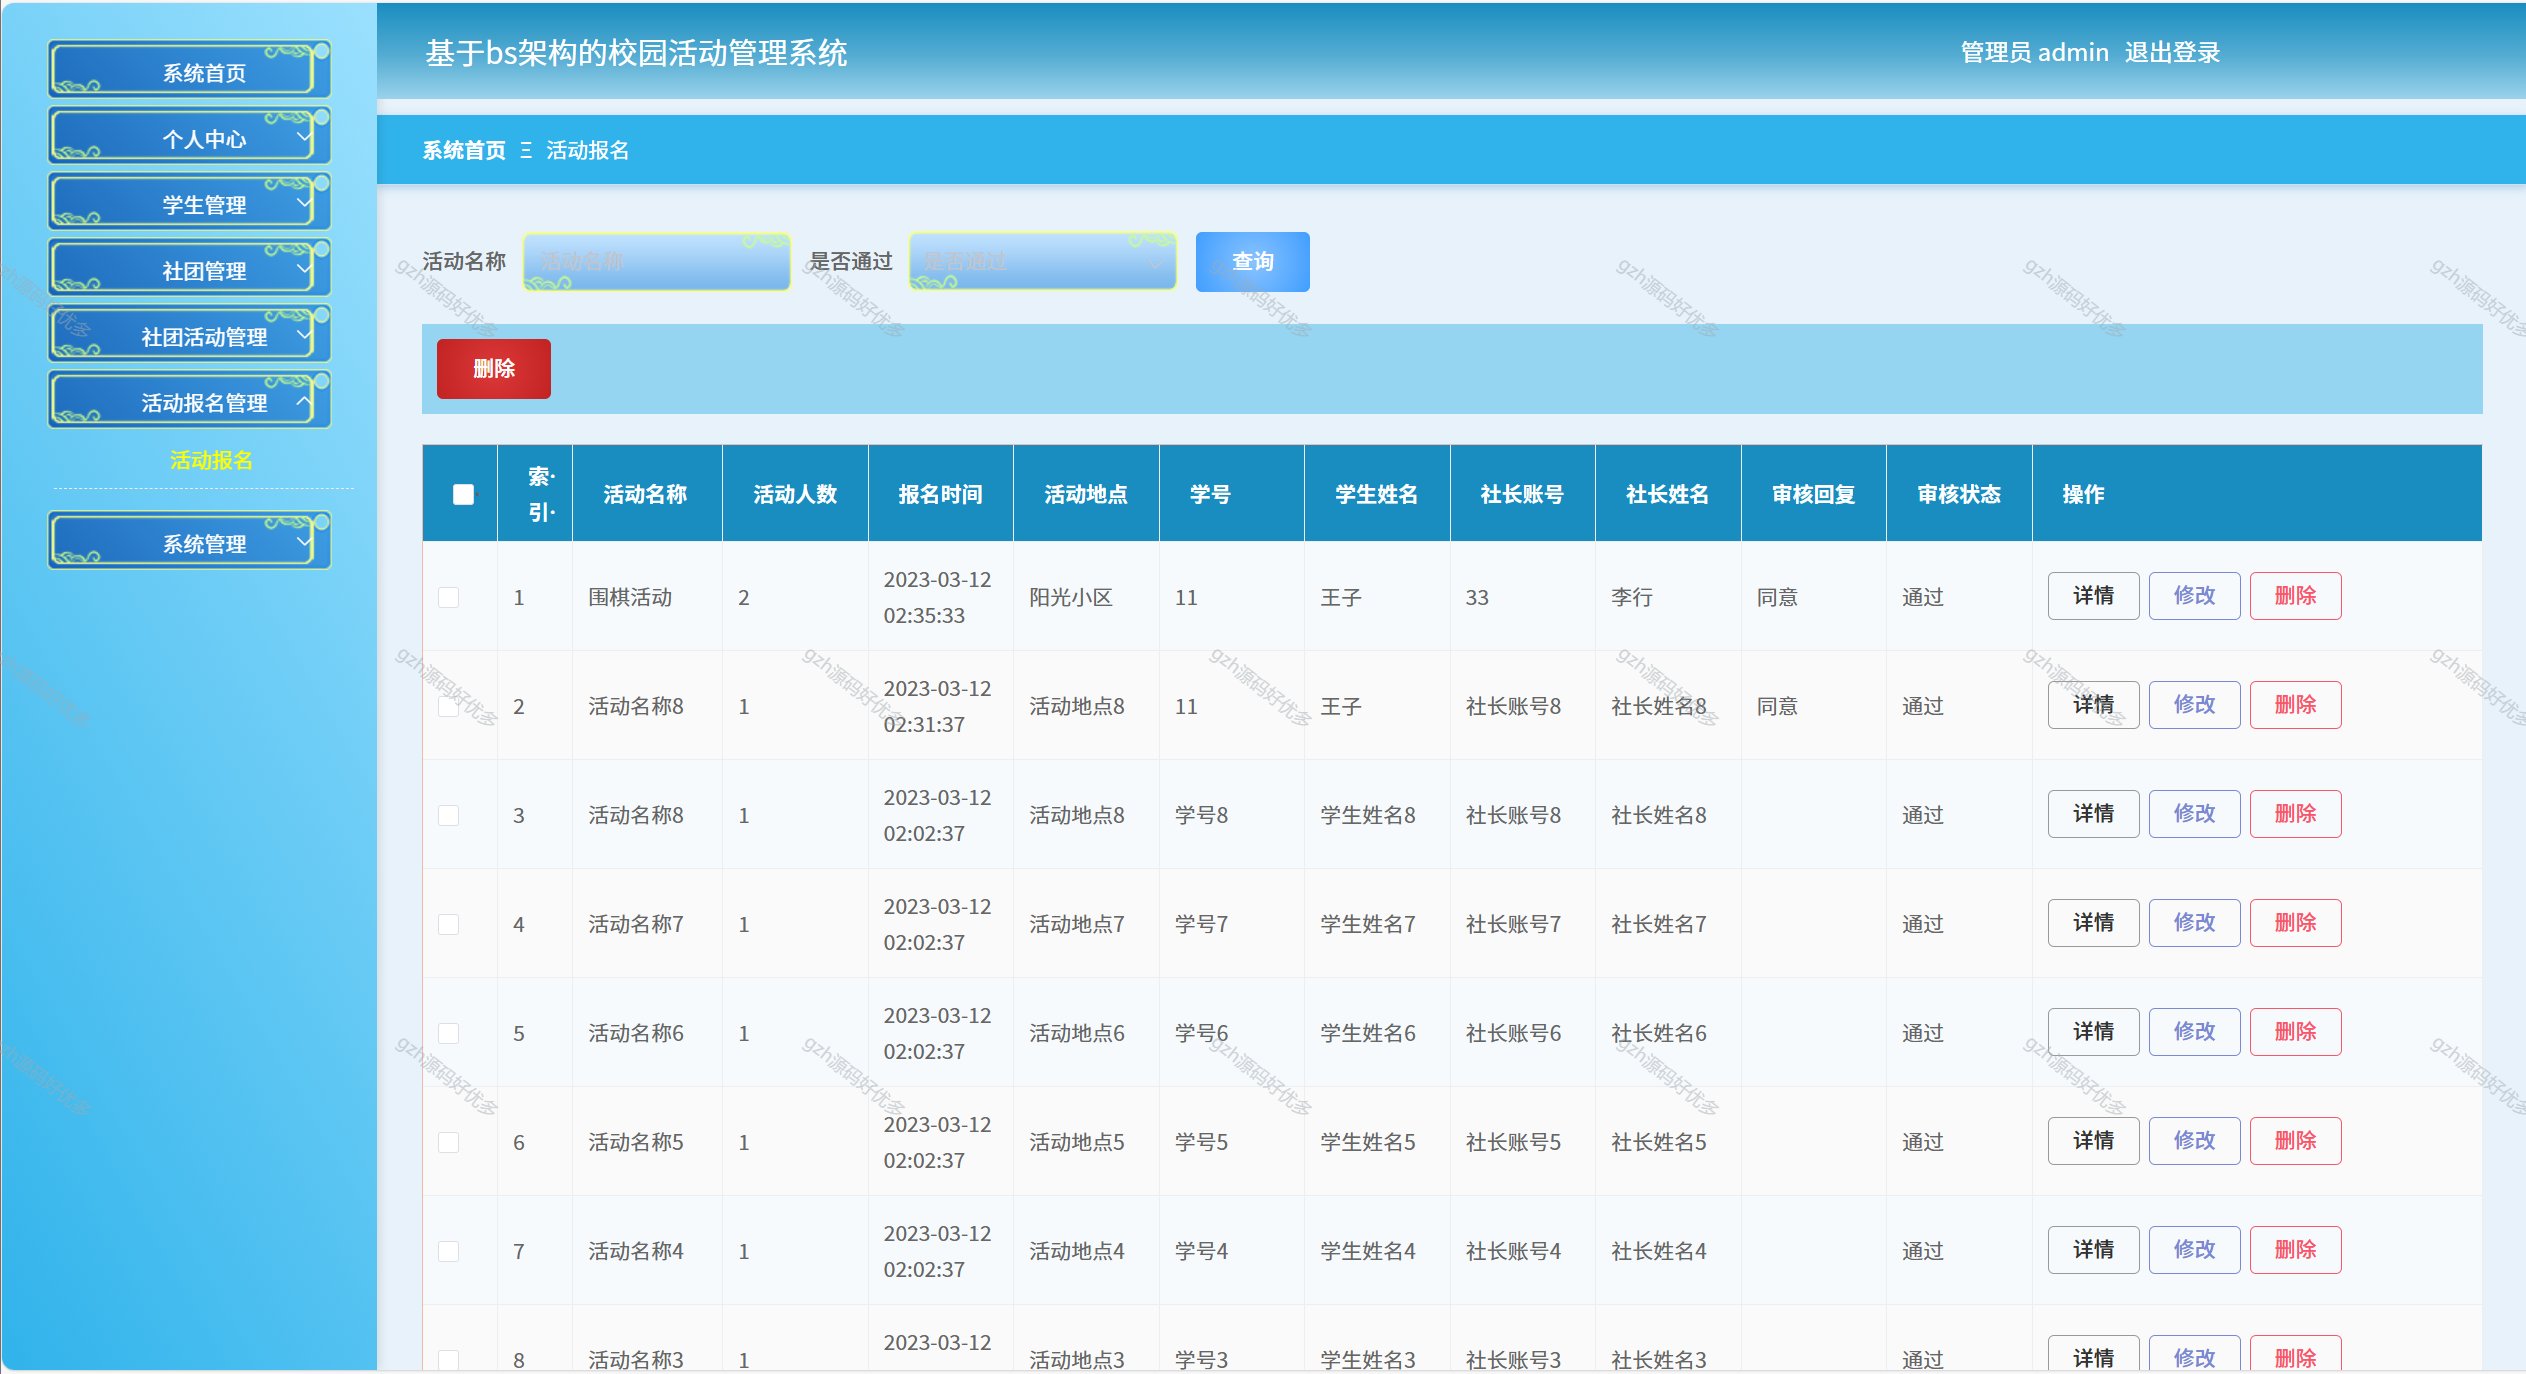 基于bs架构的校园活动管理系统
管理员 admin 退出登录
系统首页
个人中心
学生管理
社团管理
社团活动管理
活动报名管理
活动报名
系统管理
系统首页 Ξ 活动报名
活动名称 活动名称 是否通过 是否通过 查询
删除
索引 活动名称 活动人数 报名时间 活动地点 学号 学生姓名 社长账号 社长姓名 审核回复 审核状态 操作
1 围棋活动 2 2023-03-12 02:35:33 阳光小区 11 王子 33 李行 同意 通过 详情 修改 删除
2 活动名称8 1 2023-03-12 02:31:37 活动地点8 11 王子 社长账号8 社长姓名8 同意 通过 详情 修改 删除
3 活动名称8 1 2023-03-12 02:02:37 活动地点8 学号8 学生姓名8 社长账号8 社长姓名8 通过 详情 修改 删除
4 活动名称7 1 2023-03-12 02:02:37 活动地点7 学号7 学生姓名7 社长账号7 社长姓名7 通过 详情 修改 删除
5 活动名称6 1 2023-03-12 02:02:37 活动地点6 学号6 学生姓名6 社长账号6 社长姓名6 通过 详情 修改 删除
6 活动名称5 1 2023-03-12 02:02:37 活动地点5 学号5 学生姓名5 社长账号5 社长姓名5 通过 详情 修改 删除
7 活动名称4 1 2023-03-12 02:02:37 活动地点4 学号4 学生姓名4 社长账号4 社长姓名4 通过 详情 修改 删除
8 活动名称3 1 2023-03-12 活动地点3 学号3 学生姓名3 社长账号3 社长姓名3 通过 详情 修改 删除
gzh源码好优多